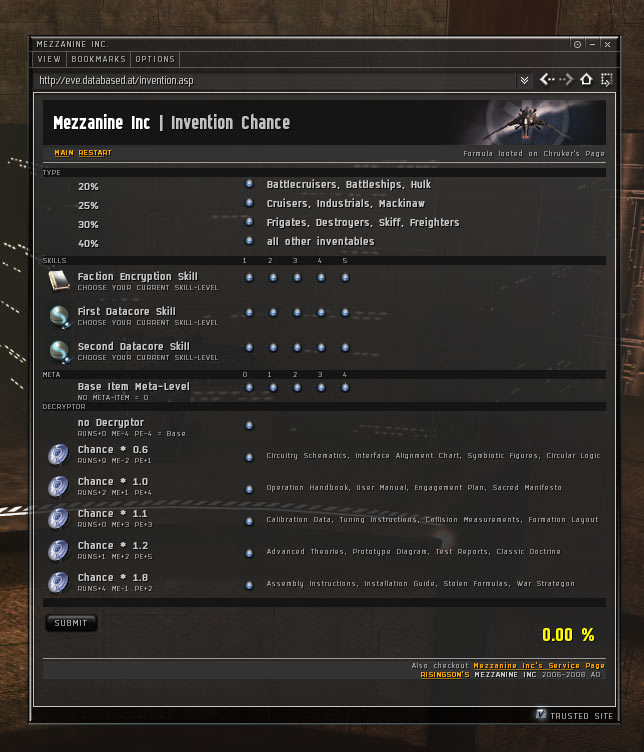 MEZZANINE INC.
VIEW BOOKMARKS OPTIONS
http://eve.databased.at/invention.asp
Mezzanine Inc | Invention Chance
MAIN RESTART Formula looted on Chruker's Page
TYPE
20% Battlecruisers, Battleships, Hulk
25% Cruisers, Industrials, Mackinaw
30% Frigates, Destroyers, Skiff, Freighters
40% all other inventables
SKILLS 1 2 3 4 5
Faction Encryption Skill
CHOOSE YOUR CURRENT SKILL-LEVEL
First Datacore Skill
CHOOSE YOUR CURRENT SKILL-LEVEL
Second Datacore Skill
CHOOSE YOUR CURRENT SKILL-LEVEL
META 0 1 2 3 4
Base Item Meta-Level
NO META-ITEM = 0
DECRYPTOR
no Decryptor
RUNS+0 ME-4 PE-4 = Base
Chance * 0.6
RUNS+9 ME-2 PE+1
Circuitry Schematics, Interface Alignment Chart, Symbiotic Figures, Circular Logic
Chance * 1.0
RUNS+2 ME+1 PE+4
Operation Handbook, User Manual, Engagement Plan, Sacred Manifesto
Chance * 1.1
RUNS+0 ME+3 PE+3
Calibration Data, Tuning Instructions, Collision Measurements, Formation Layout
Chance * 1.2
RUNS+1 ME+2 PE+5
Advanced Theories, Prototype Diagram, Test Reports, Classic Doctrine
Chance * 1.8
RUNS+4 ME-1 PE+2
Assembly Instructions, Installation Guide, Stolen Formulas, War Strategon
SUBMIT
0.00 %
Also checkout Mezzanine Inc's Service Page
RISINGSON'S MEZZANINE INC 2006-2008 AD
TRUSTED SITE